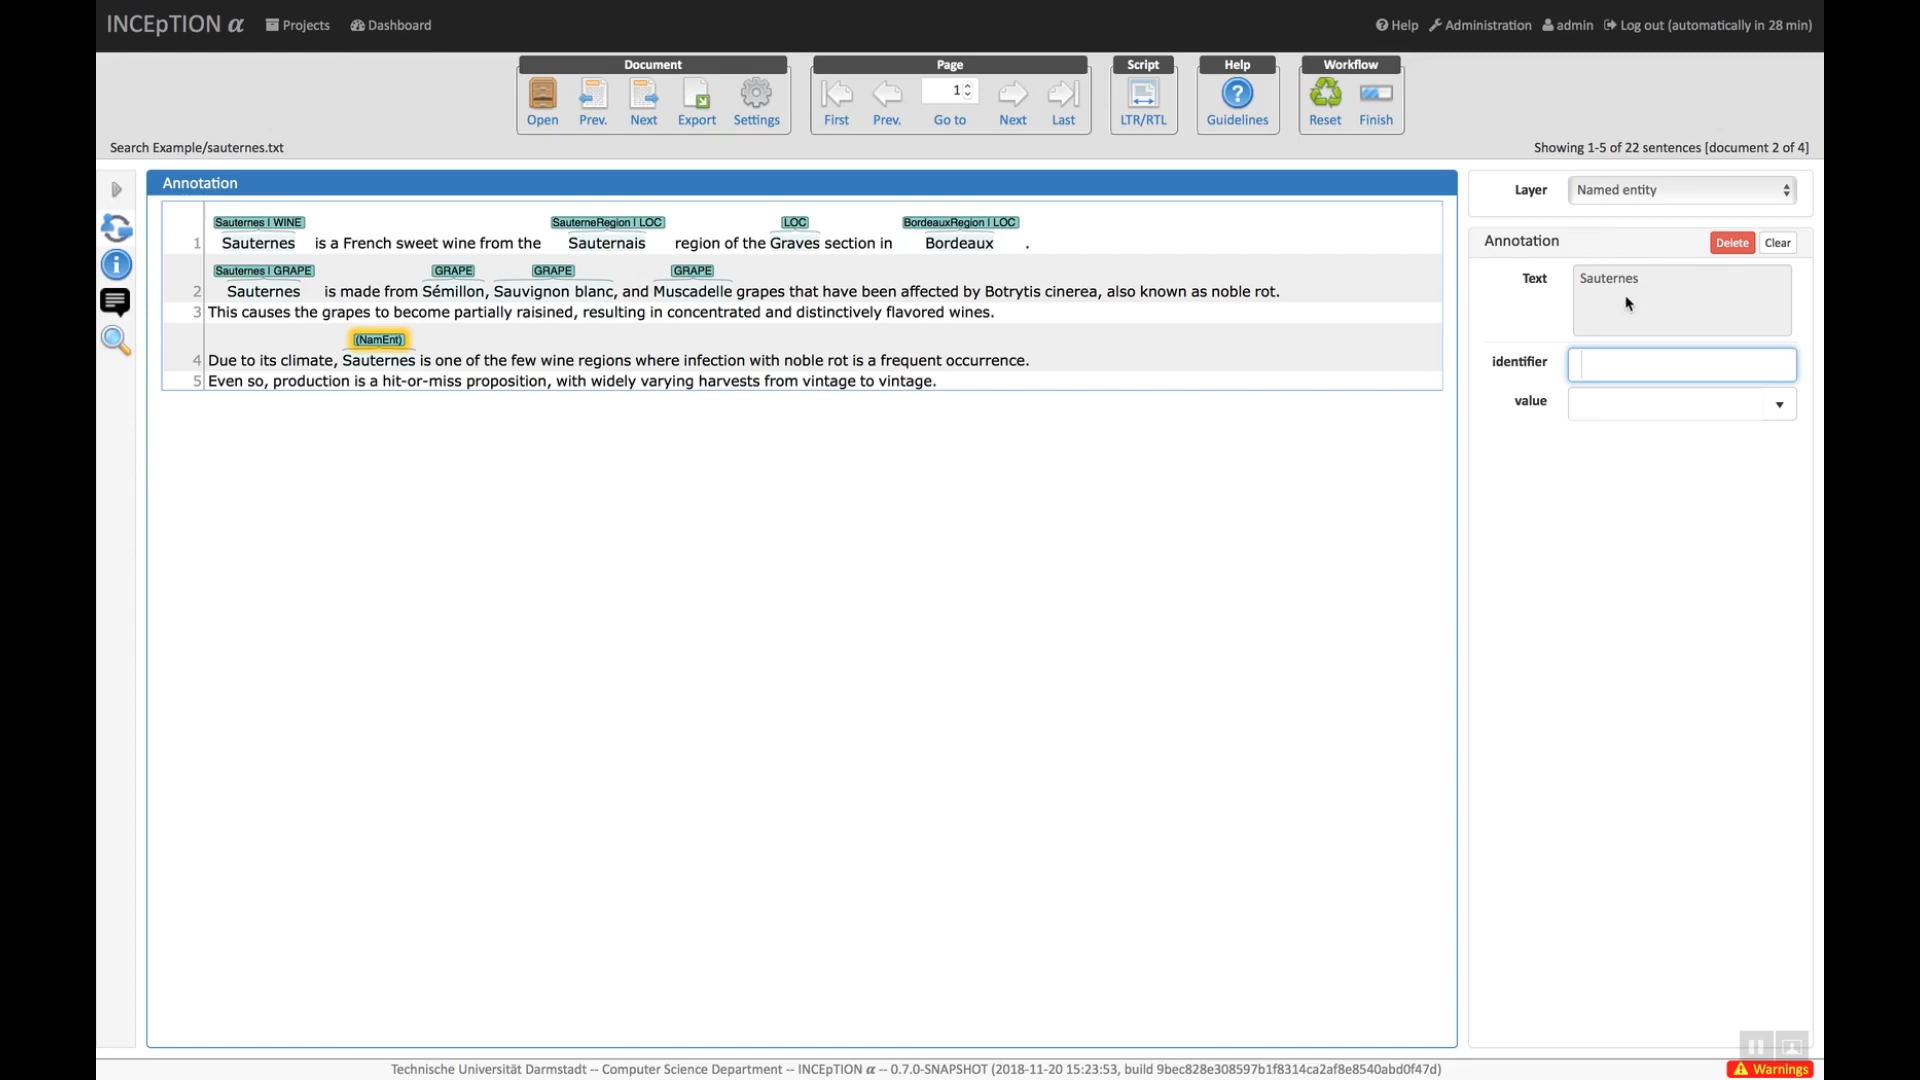 INCEpTION α Projects Dashboard Help Administration admin Log out (automatically in 28 min)
Document Page Script Help Workflow
1
Open Prev. Next Export Settings First Prev. Go to Next Last LTR/RTL Guidelines Reset Finish
Search Example/sauternes.txt Showing 1-5 of 22 sentences [document 2 of 4]
Annotation
Layer Named entity
Sauternes | WINE SauterneRegion | LOC LOC BordeauxRegion | LOC
1 Sauternes is a French sweet wine from the Sauternais region of the Graves section in Bordeaux .
Sauternes | GRAPE GRAPE GRAPE GRAPE
2 Sauternes is made from Sémillon, Sauvignon blanc, and Muscadelle grapes that have been affected by Botrytis cinerea, also known as noble rot.
3 This causes the grapes to become partially raisined, resulting in concentrated and distinctively flavored wines.
(NamEnt)
4 Due to its climate, Sauternes is one of the few wine regions where infection with noble rot is a frequent occurrence.
5 Even so, production is a hit-or-miss proposition, with widely varying harvests from vintage to vintage.
Annotation Delete Clear
Text Sauternes
identifier
value
Technische Universität Darmstadt -- Computer Science Department -- INCEpTION α -- 0.7.0-SNAPSHOT (2018-11-20 15:23:53, build 9bec828e308597b1f8314ca2af8e8540abd0f47d)
Warnings